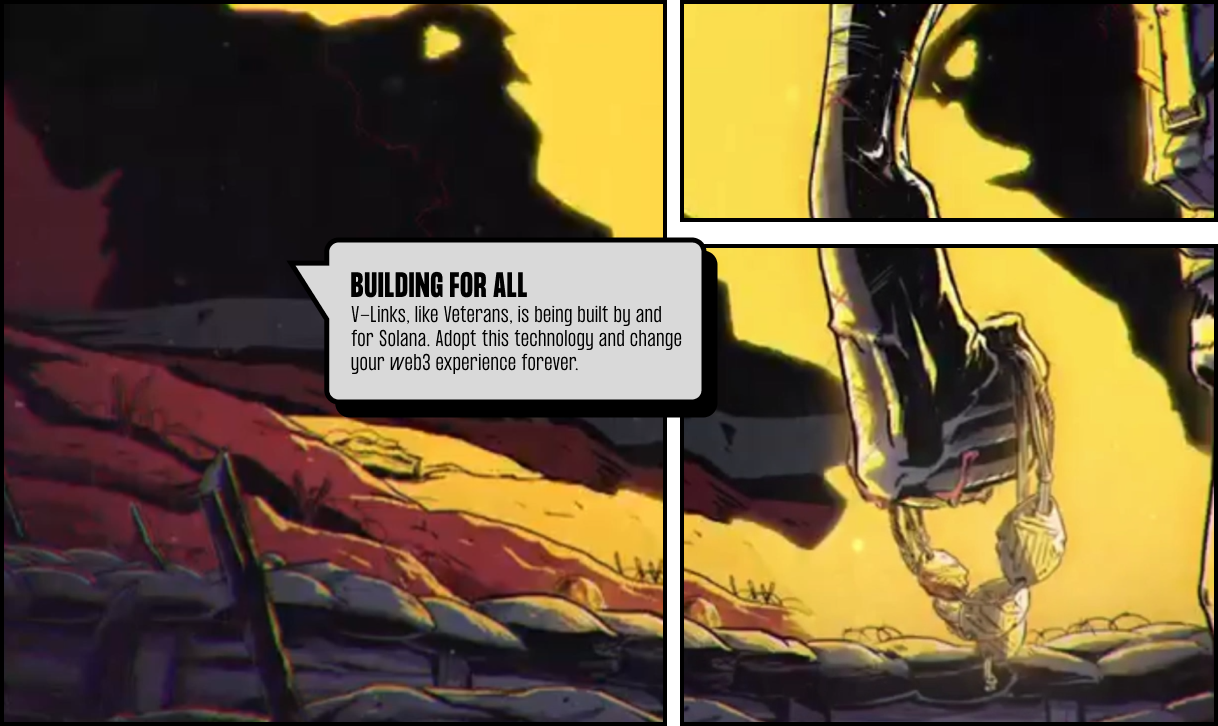 BUILDING FOR ALL
V-Links, like Veterans, is being built by and
for Solana. Adopt this technology and change
your web3 experience forever.